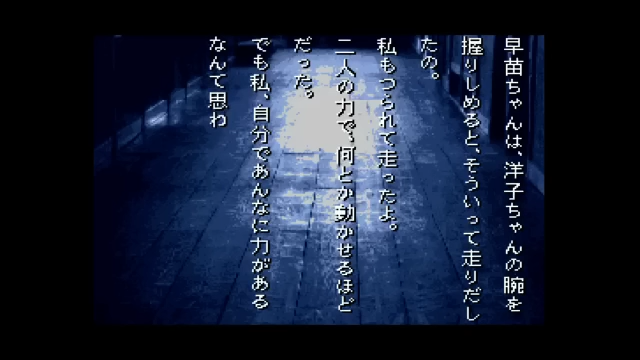 早苗ちゃんは、洋子ちゃんの腕を
握りしめると、そういって走りだし
たの。
私もつられて走ったよ。
二人の力で、何とか動かせるほど
だった。
でも私、自分であんなに力がある
なんて思わ